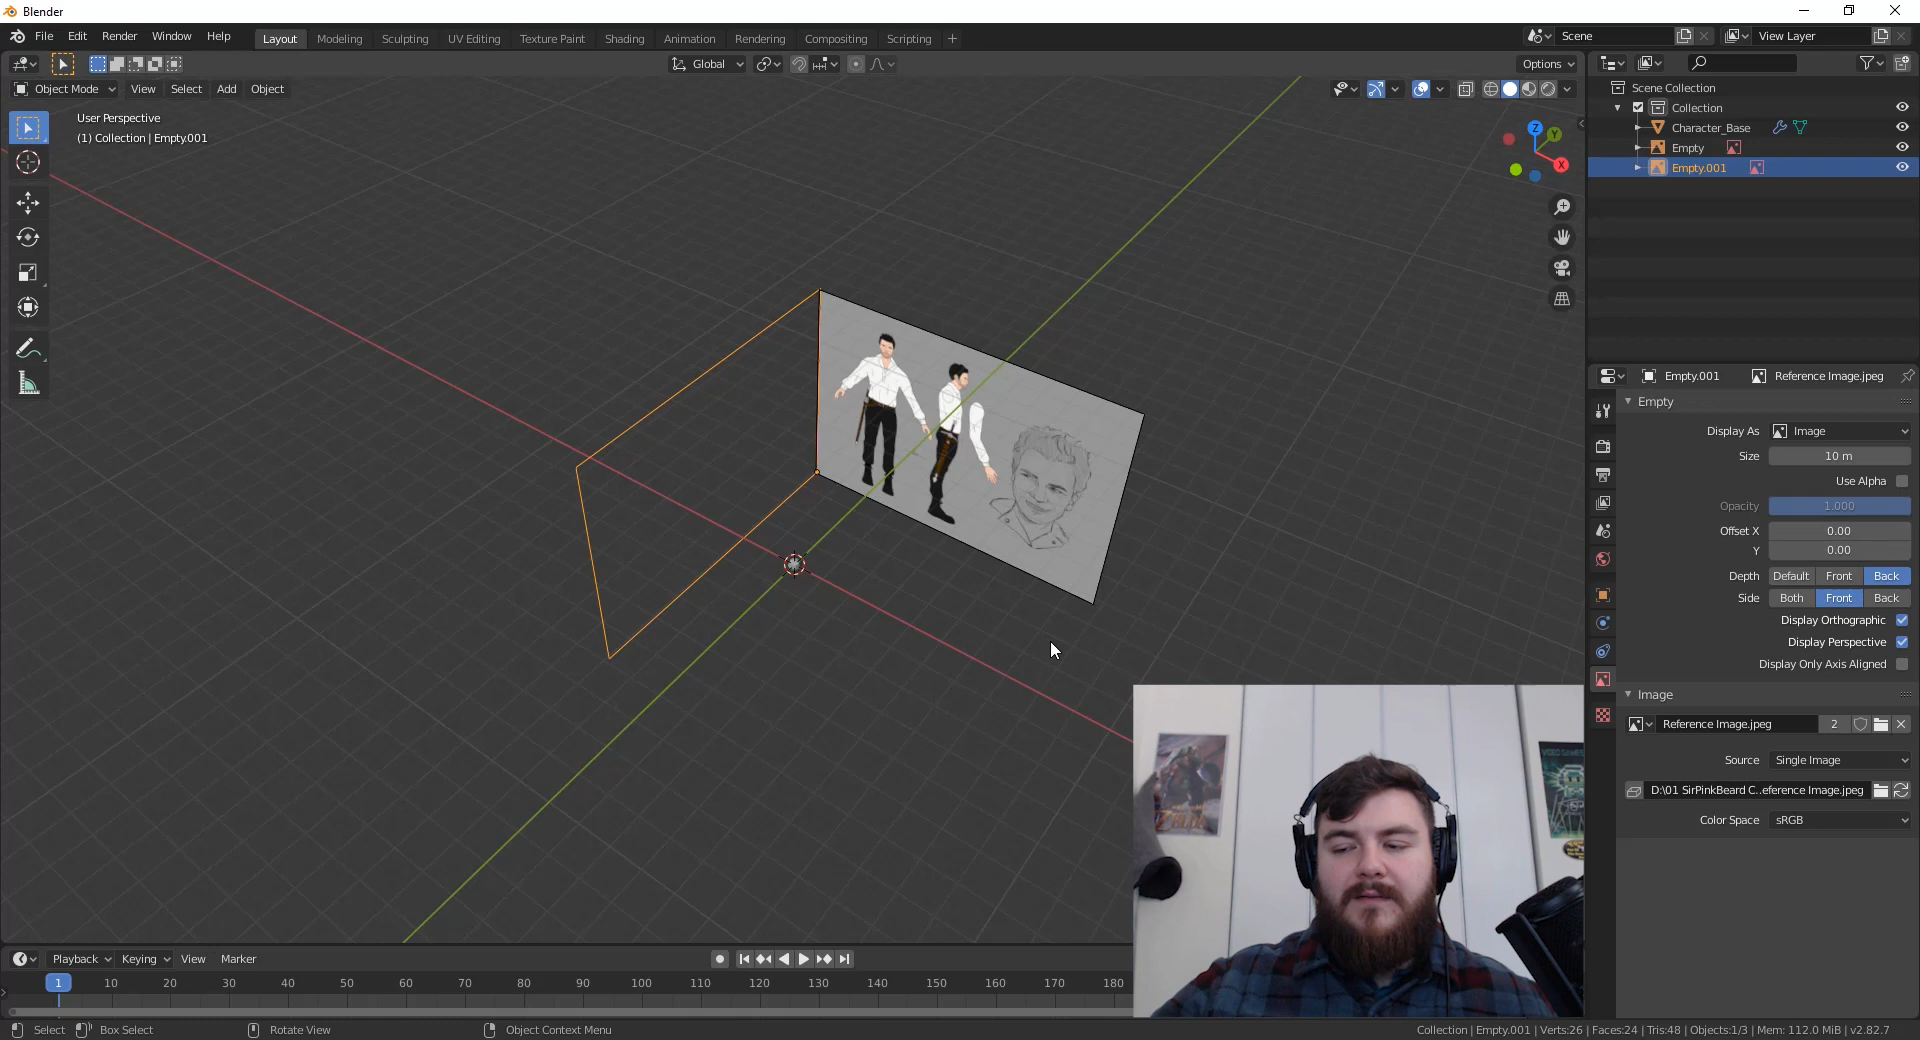 Blender
File Edit Render Window Help Layout Modeling Sculpting UV Editing Texture Paint Shading Animation Rendering Compositing Scripting + Scene View Layer
Global Options
Object Mode View Select Add Object
User Perspective
(1) Collection | Empty.001
Z
Y
X
Scene Collection
Collection
Character_Base
Empty
Empty.001
Empty.001 Reference Image.jpeg
Empty
Display As Image
Size 10 m
Use Alpha
Opacity 1.000
Offset X 0.00
Y 0.00
Depth Default Front Back
Side Both Front Back
Display Orthographic
Display Perspective
Display Only Axis Aligned
Image
Reference Image.jpeg 2
Source Single Image
D:\01 SirPinkBeard C..eference Image.jpeg
Color Space sRGB
Playback Keying View Marker
1 10 20 30 40 50 60 70 80 90 100 110 120 130 140 150 160 170 180
Select Box Select Rotate View Object Context Menu
Collection | Empty.001 | Verts:26 | Faces:24 | Tris:48 | Objects:1/3 | Mem: 112.0 MiB | v2.82.7